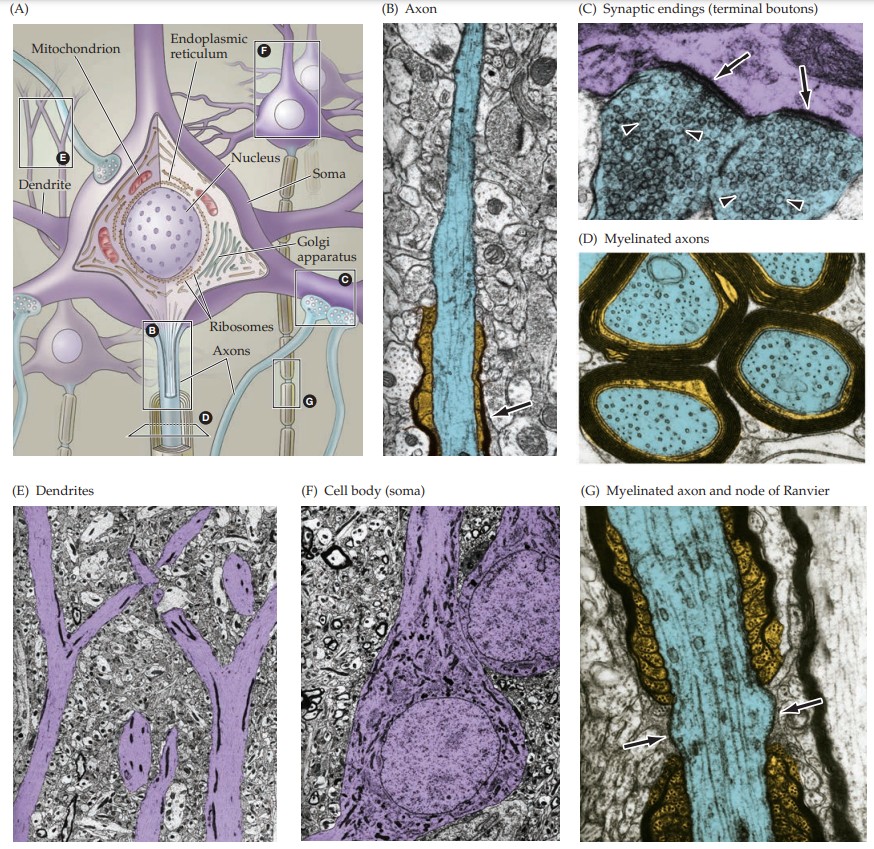 (A)
Mitochondrion
Endoplasmic
reticulum
F
E
Nucleus
Dendrite
Soma
Golgi
apparatus
C
Ribosomes
B
Axons
G
D
(B) Axon
(C) Synaptic endings (terminal boutons)
(D) Myelinated axons
(E) Dendrites
(F) Cell body (soma)
(G) Myelinated axon and node of Ranvier